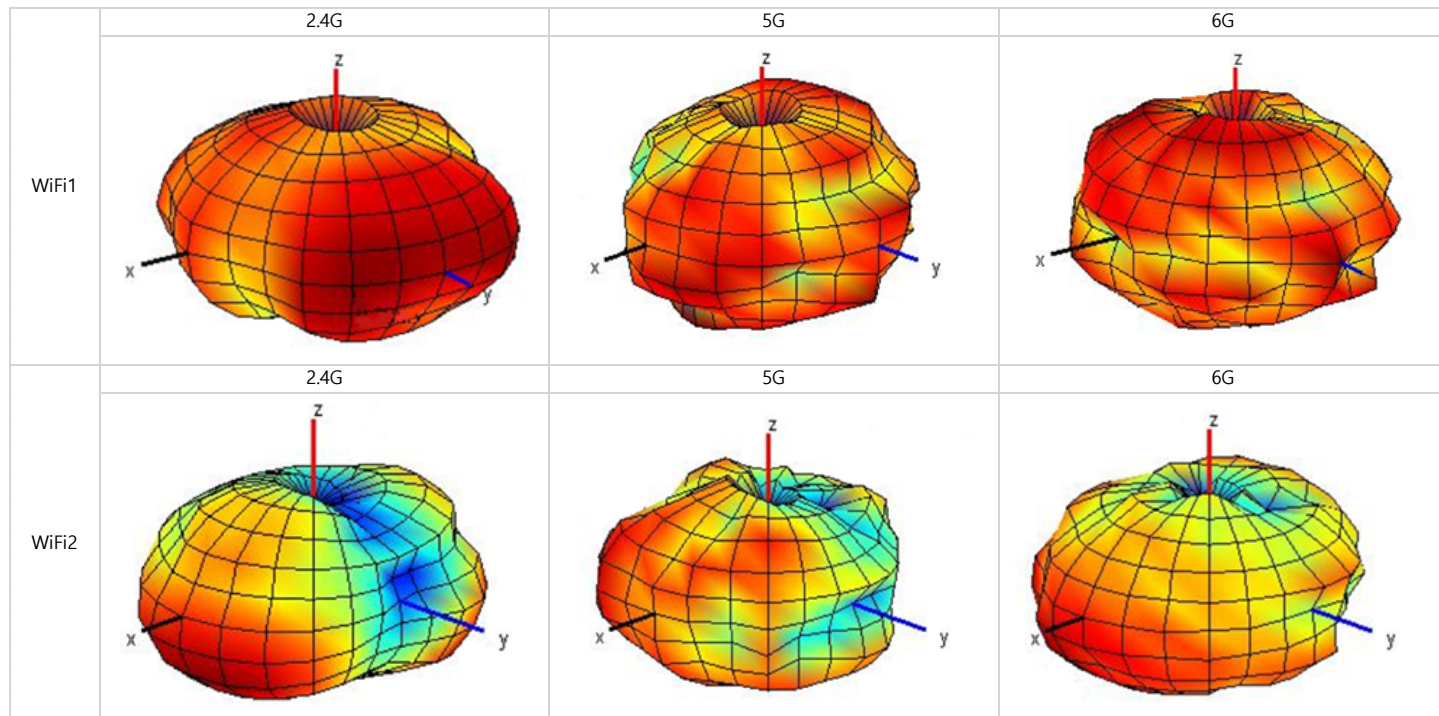 2.4G 5G 6G
WiFi1
z z z
x y x y x
2.4G 5G 6G
WiFi2
z z z
x y x y x y